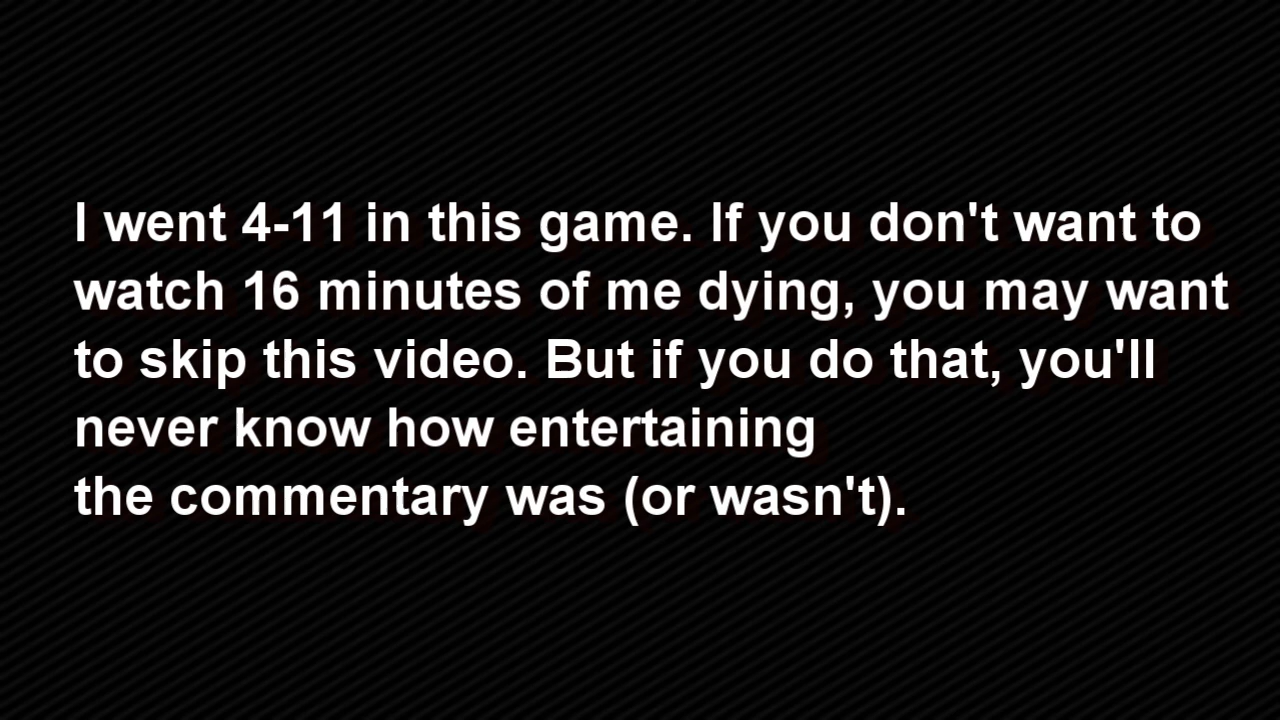 I went 4-11 in this game. If you don't want to
watch 16 minutes of me dying, you may want
to skip this video. But if you do that, you'll
never know how entertaining
the commentary was (or wasn't).